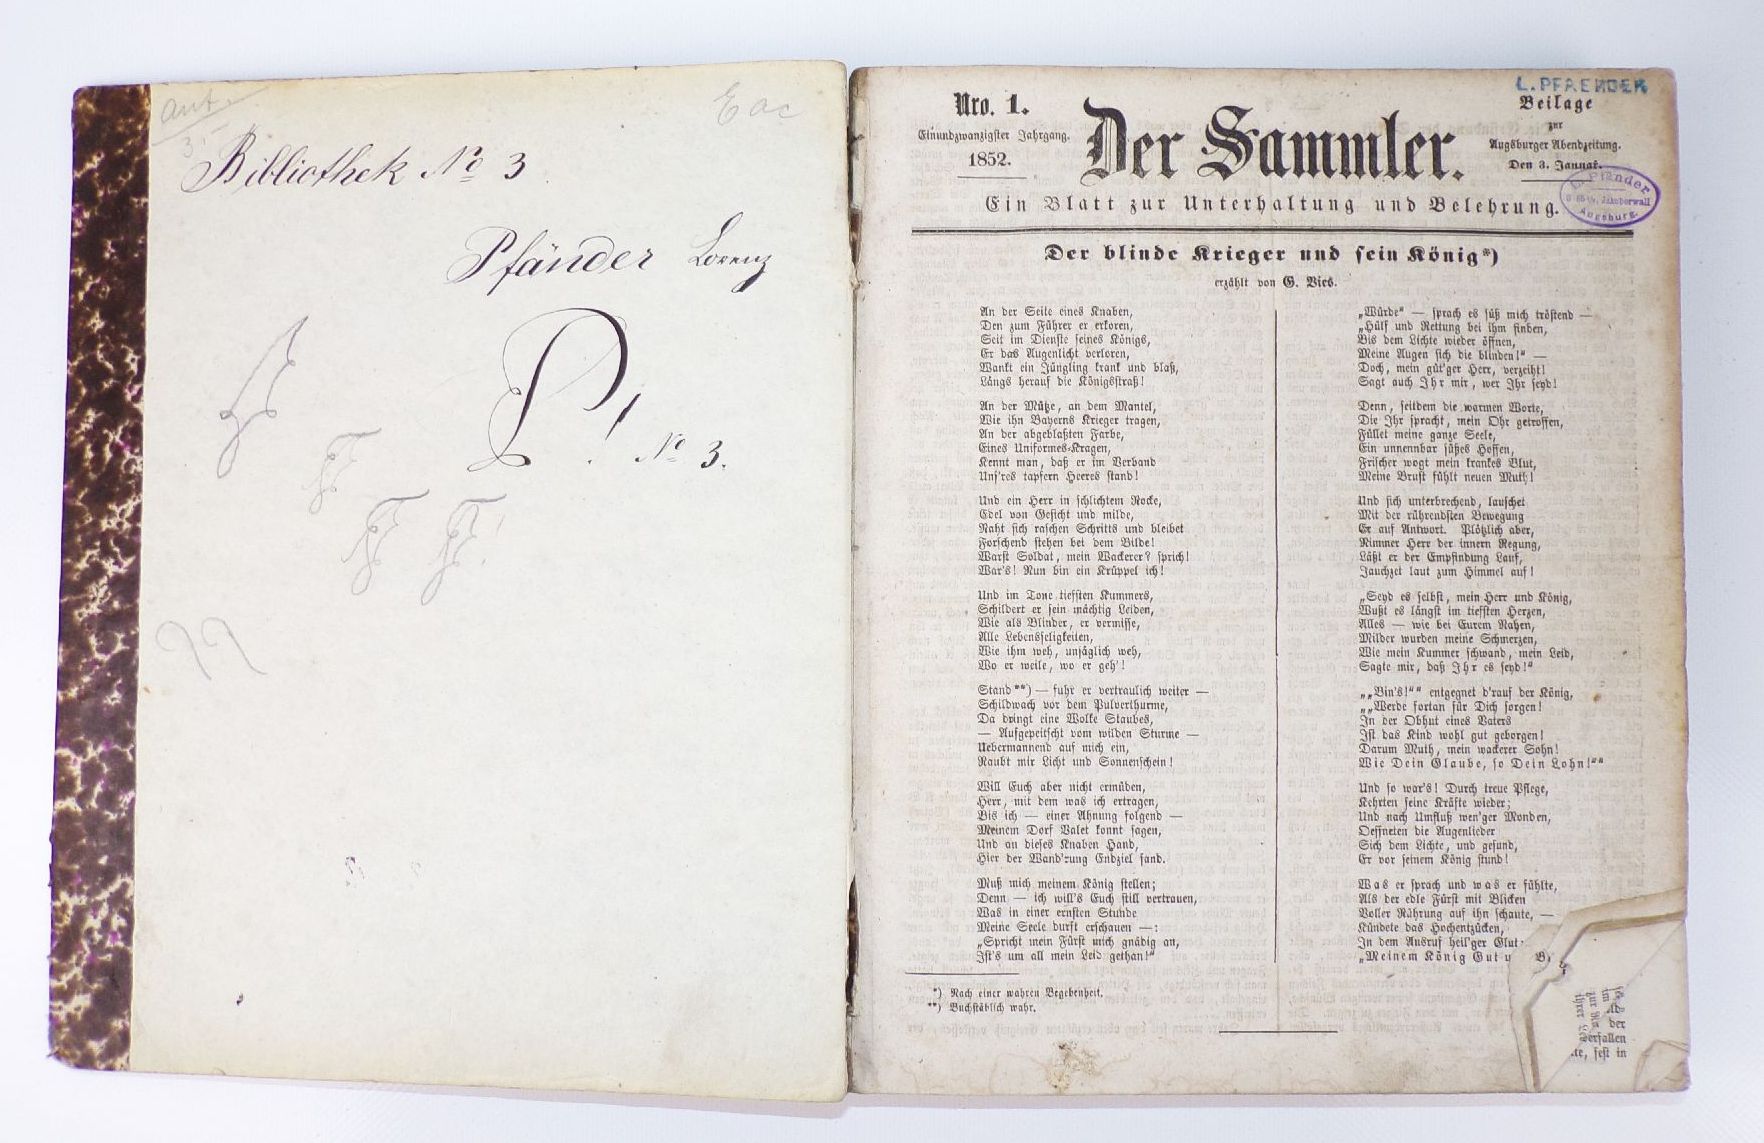 ant.
3.-
Eac
Bibliothek No 3
Pfänder Lorenz
P! No 3.
L. PFAENDER
Nro. 1.
Einundzwanzigster Jahrgang.
1852.
Der Sammler.
Beilage
zur
Augsburger Abendzeitung.
Den 3. Januar.
Ein Blatt zur Unterhaltung und Belehrung.
L. Pfänder
Jakoberwall
Augsburg.
Der blinde Krieger und sein König*)
erzählt von G. Vies.
An der Seite eines Knaben,
Den zum Führer er erkoren,
Seit im Dienste seines Königs,
Er das Augenlicht verloren,
Wankt ein Jüngling krank und blaß,
Längs herauf die Königsstraß!
An der Mütze, an dem Mantel,
Wie ihn Bayerns Krieger tragen,
An der abgeblaßten Farbe,
Eines Uniformes-Kragen,
Kennt man, daß er im Verband
Uns'res tapfern Heeres stand!
Und ein Herr in schlichtem Rocke,
Edel von Gesicht und milde,
Naht sich raschen Schritts und bleibet
Forschend stehen bei dem Bilde!
Warst Soldat, mein Wackerer? sprich!
War's! Nun bin ein Krüppel ich!
Und im Tone tiefsten Kummers,
Schildert er sein mächtig Leiden,
Wie als Blinder, er vermisse,
Alle Lebensseligkeiten,
Wie ihm weh, unsäglich weh,
Wo er weile, wo er geh'!
Stand**) — fuhr er vertraulich weiter —
Schildwach vor dem Pulverthurme,
Da dringt eine Wolke Staubes,
— Aufgepeitscht vom wilden Sturme —
Uebermannend auf mich ein,
Raubt mir Licht und Sonnenschein!
Will Euch aber nicht ermüden,
Herr, mit dem was ich ertragen,
Bis ich — einer Ahnung folgend —
Meinem Dorf Valet konnt sagen,
Und an dieses Knaben Hand,
Hier der Wand'rung Endziel fand.
Muß mich meinem König stellen;
Denn — ich will's Euch still vertrauen,
Was in einer ernsten Stunde
Meine Seele durft erschauen —:
„Spricht mein Fürst mich gnädig an,
Ist's um all mein Leid gethan!"
*) Nach einer wahren Begebenheit.
**) Buchstäblich wahr.
„Würde" — sprach es süß mich tröstend —
„Hülf und Rettung bei ihm finden,
Bis dem Lichte wieder öffnen,
Meine Augen sich die blinden!" —
Doch, mein güt'ger Herr, verzeiht!
Sagt auch Ihr mir, wer Ihr seyd!
Denn, seitdem die warmen Worte,
Die Ihr spracht, mein Ohr getroffen,
Füllet meine ganze Seele,
Ein unnennbar süßes Hoffen,
Frischer wogt mein krankes Blut,
Meine Brust fühlt neuen Muth!
Und sich unterbrechend, lauschet
Mit der rührendsten Bewegung
Er auf Antwort. Plötzlich aber,
Nimmer Herr der innern Regung,
Läßt er der Empfindung Lauf,
Jauchzet laut zum Himmel auf!
„Seyd es selbst, mein Herr und König,
Wußt es längst im tiefsten Herzen,
Alles — wie bei Eurem Nahen,
Milder wurden meine Schmerzen,
Wie mein Kummer schwand, mein Leid,
Sagte mir, daß Ihr es seyd!"
„„Bin's!"" entgegnet d'rauf der König,
„„Werde fortan für Dich sorgen!
In der Obhut eines Vaters
Ist das Kind wohl gut geborgen!
Darum Muth, mein wackerer Sohn!
Wie Dein Glaube, so Dein Lohn!""
Und so war's! Durch treue Pflege,
Kehrten seine Kräfte wieder;
Und nach Umfluß wen'ger Monden,
Oeffneten die Augenlieder
Sich dem Lichte, und gesund,
Er vor seinem König stund!
Was er sprach und was er fühlte,
Als der edle Fürst mit Blicken
Voller Rührung auf ihn schaute, —
Kündete das Hochentzücken,
In dem Ausruf heil'ger Glut:
„Meinem König Gut u
der
verfallen
fest in